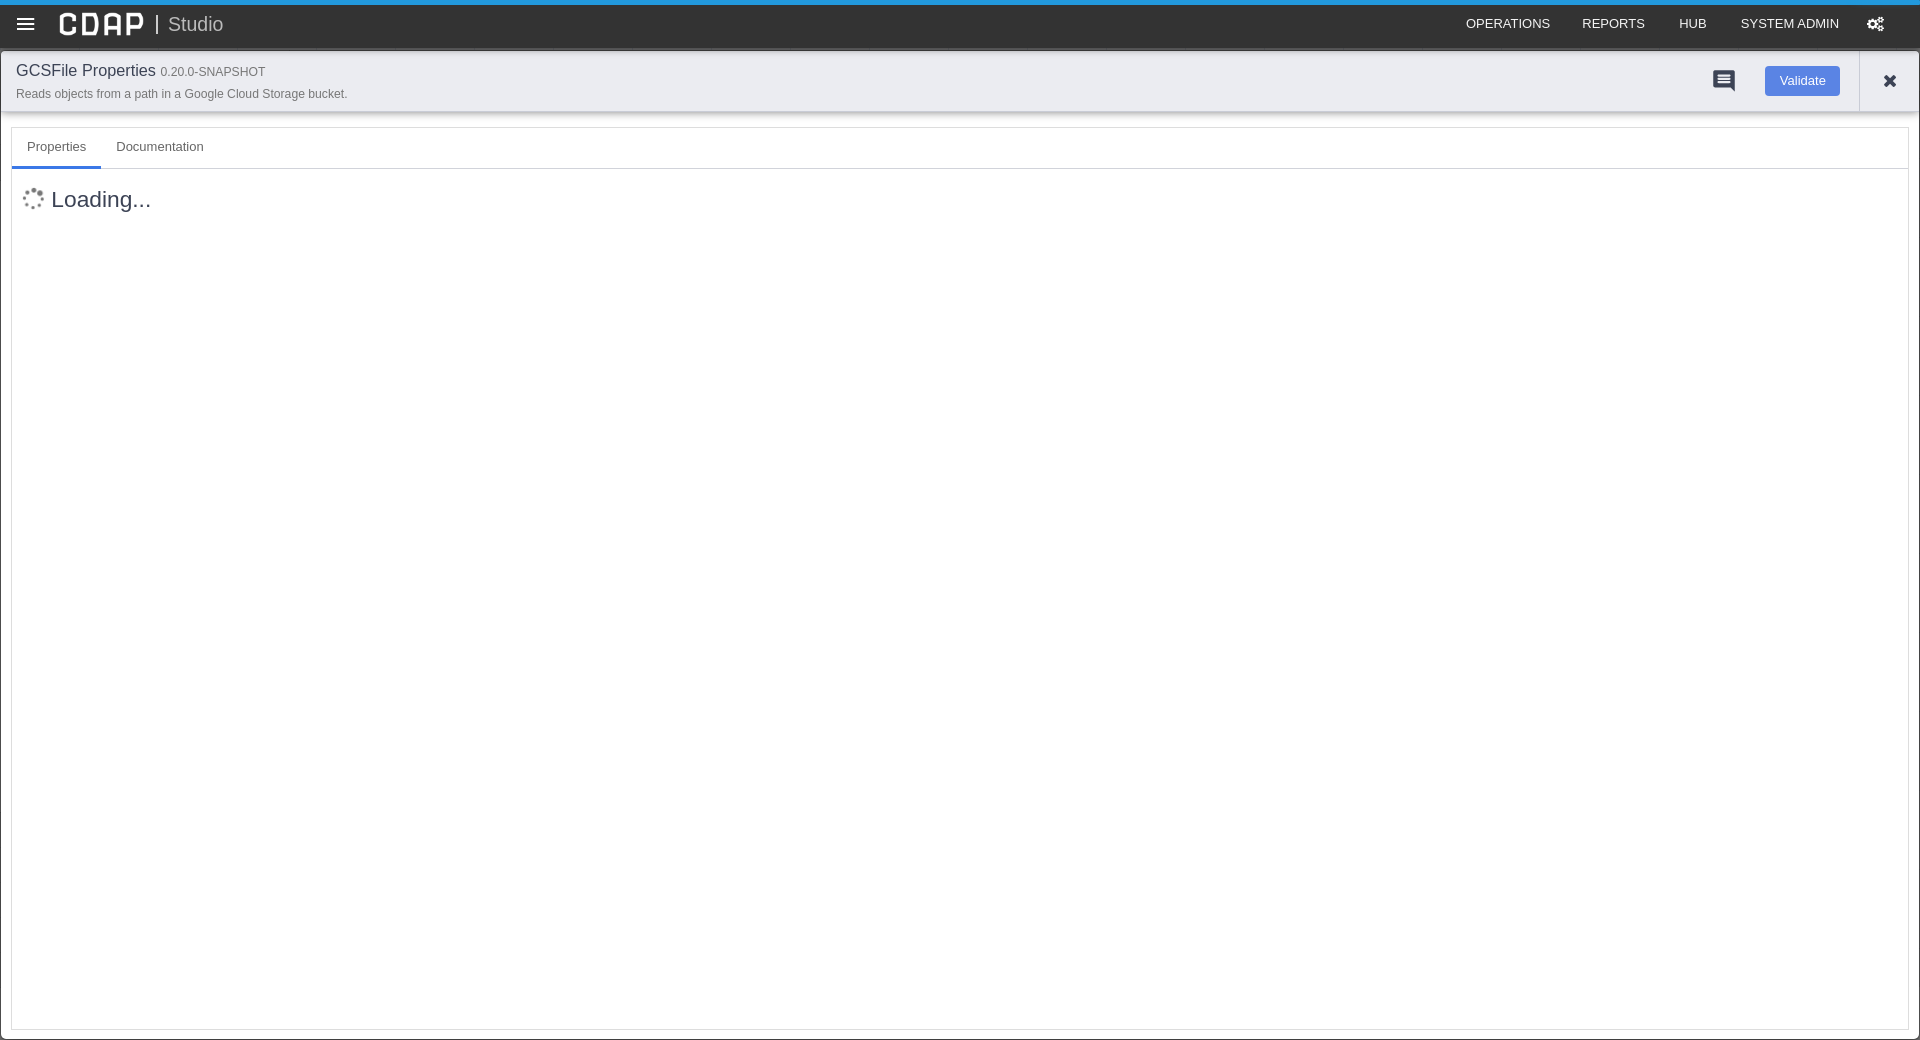 CDAP | Studio
OPERATIONS
REPORTS
HUB
SYSTEM ADMIN
GCSFile Properties 0.20.0-SNAPSHOT
Reads objects from a path in a Google Cloud Storage bucket.
Validate
Properties
Documentation
Loading...